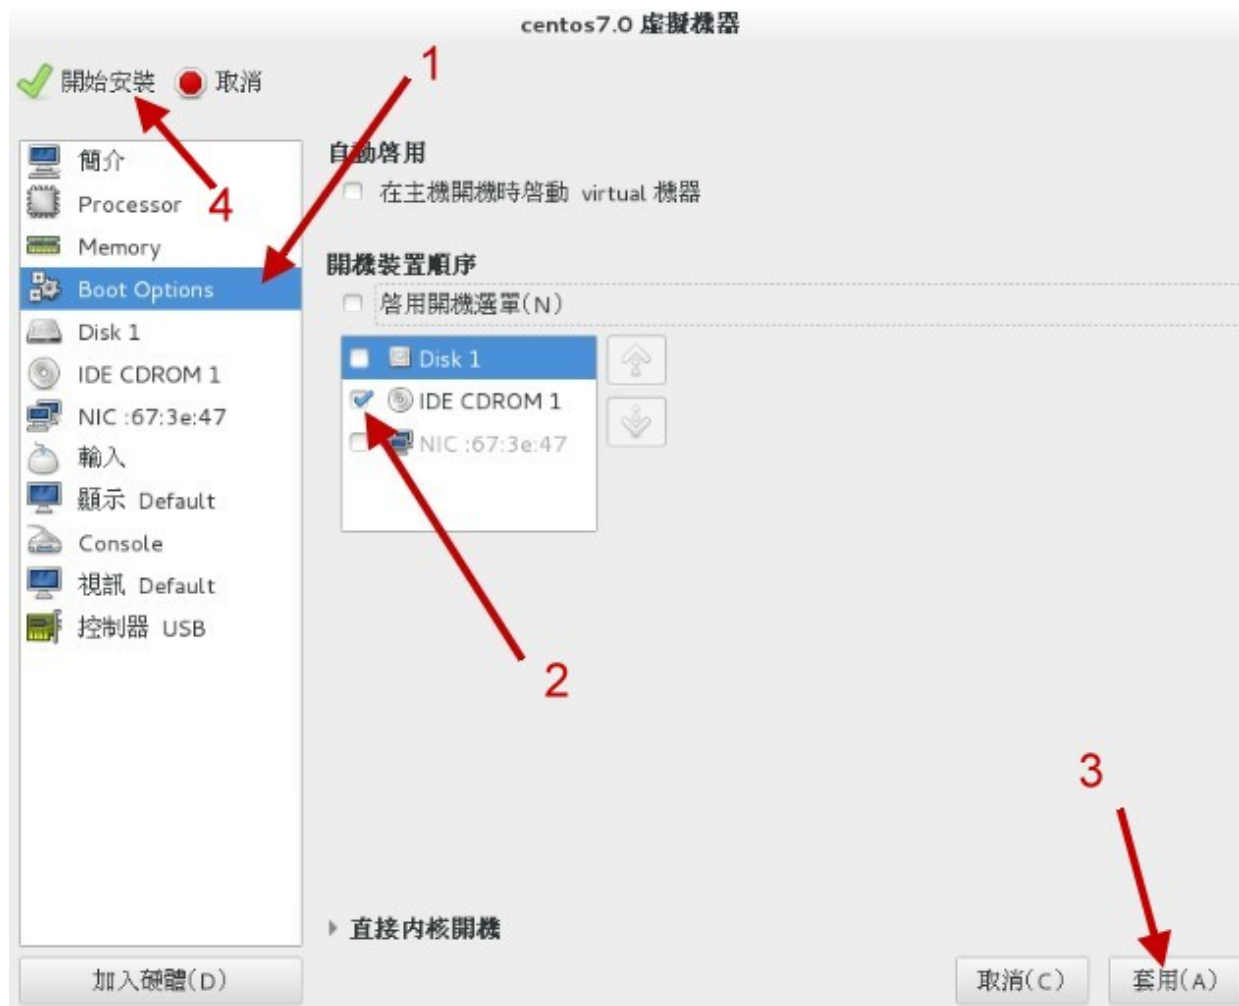 centos7.0 虛擬機器
1
開始安裝 取消
4
簡介
Processor
Memory
Boot Options
Disk 1
IDE CDROM 1
NIC :67:3e:47
輸入
顯示 Default
Console
視訊 Default
控制器 USB
加入硬體(D)
自動啓用
在主機開機時啓動 virtual 機器
開機裝置順序
啓用開機選單(N)
Disk 1
IDE CDROM 1
NIC :67:3e:47
2
3
直接內核開機
取消(C) 套用(A)